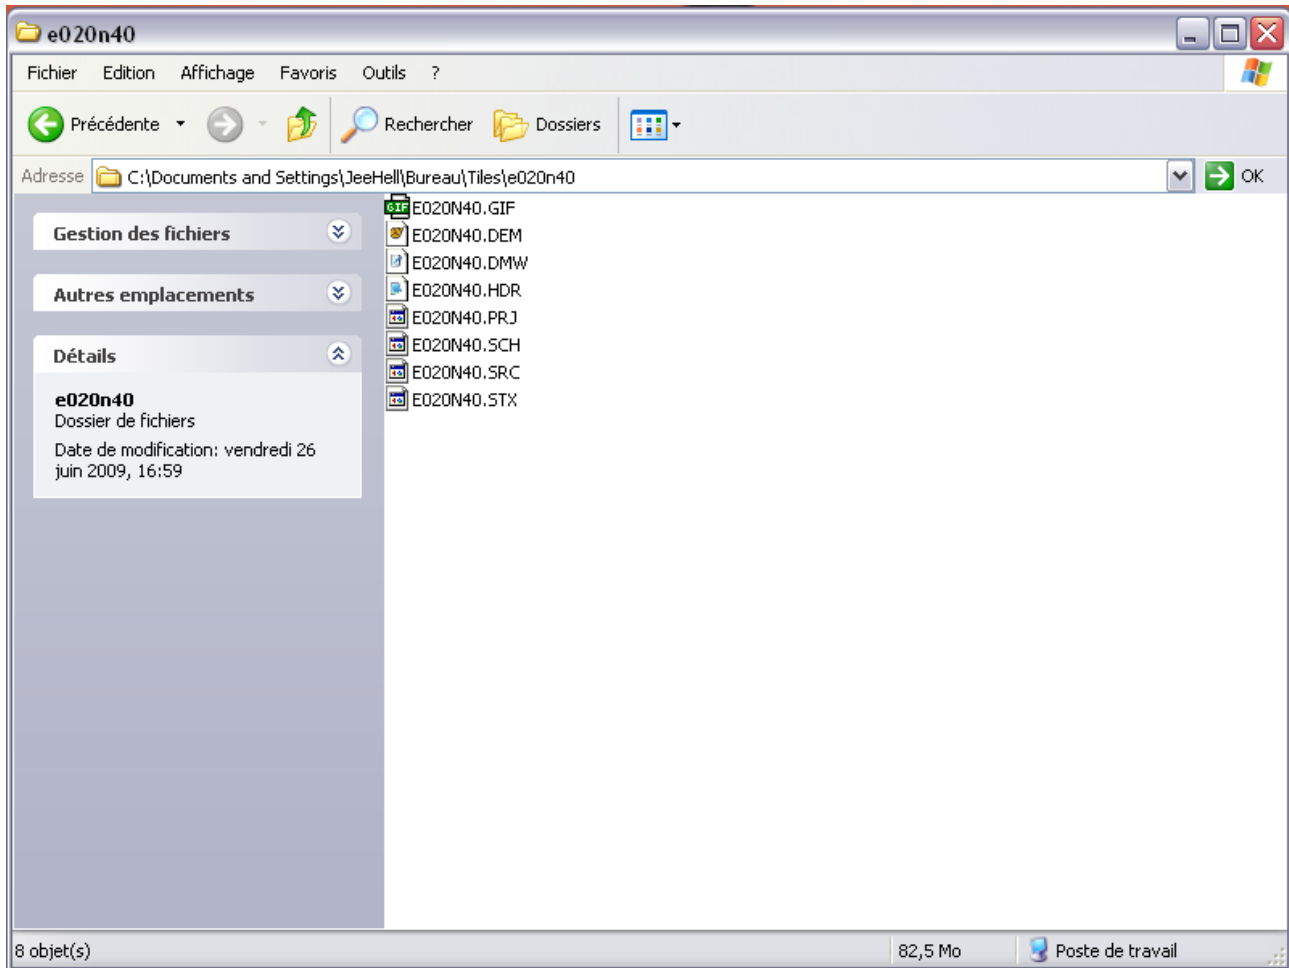 e020n40
Fichier Edition Affichage Favoris Outils ?
Précédente Rechercher Dossiers
Adresse C:\Documents and Settings\JeeHell\Bureau\Tiles\e020n40 OK
Gestion des fichiers
Autres emplacements
Détails
e020n40
Dossier de fichiers
Date de modification: vendredi 26
juin 2009, 16:59
GIF E020N40.GIF
E020N40.DEM
E020N40.DMW
E020N40.HDR
E020N40.PRJ
E020N40.SCH
E020N40.SRC
E020N40.STX
8 objet(s) 82,5 Mo Poste de travail